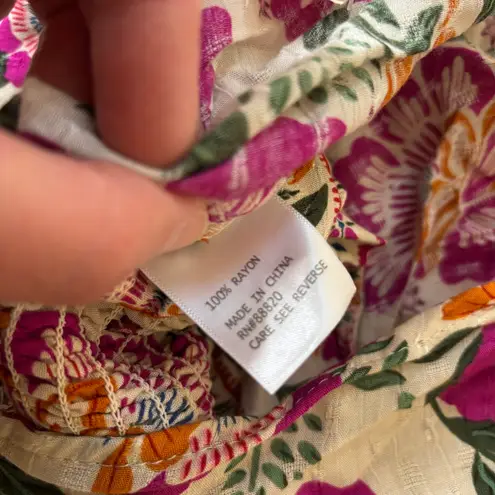 100% RAYON
MADE IN CHINA
RN#88820
CARE SEE REVERSE